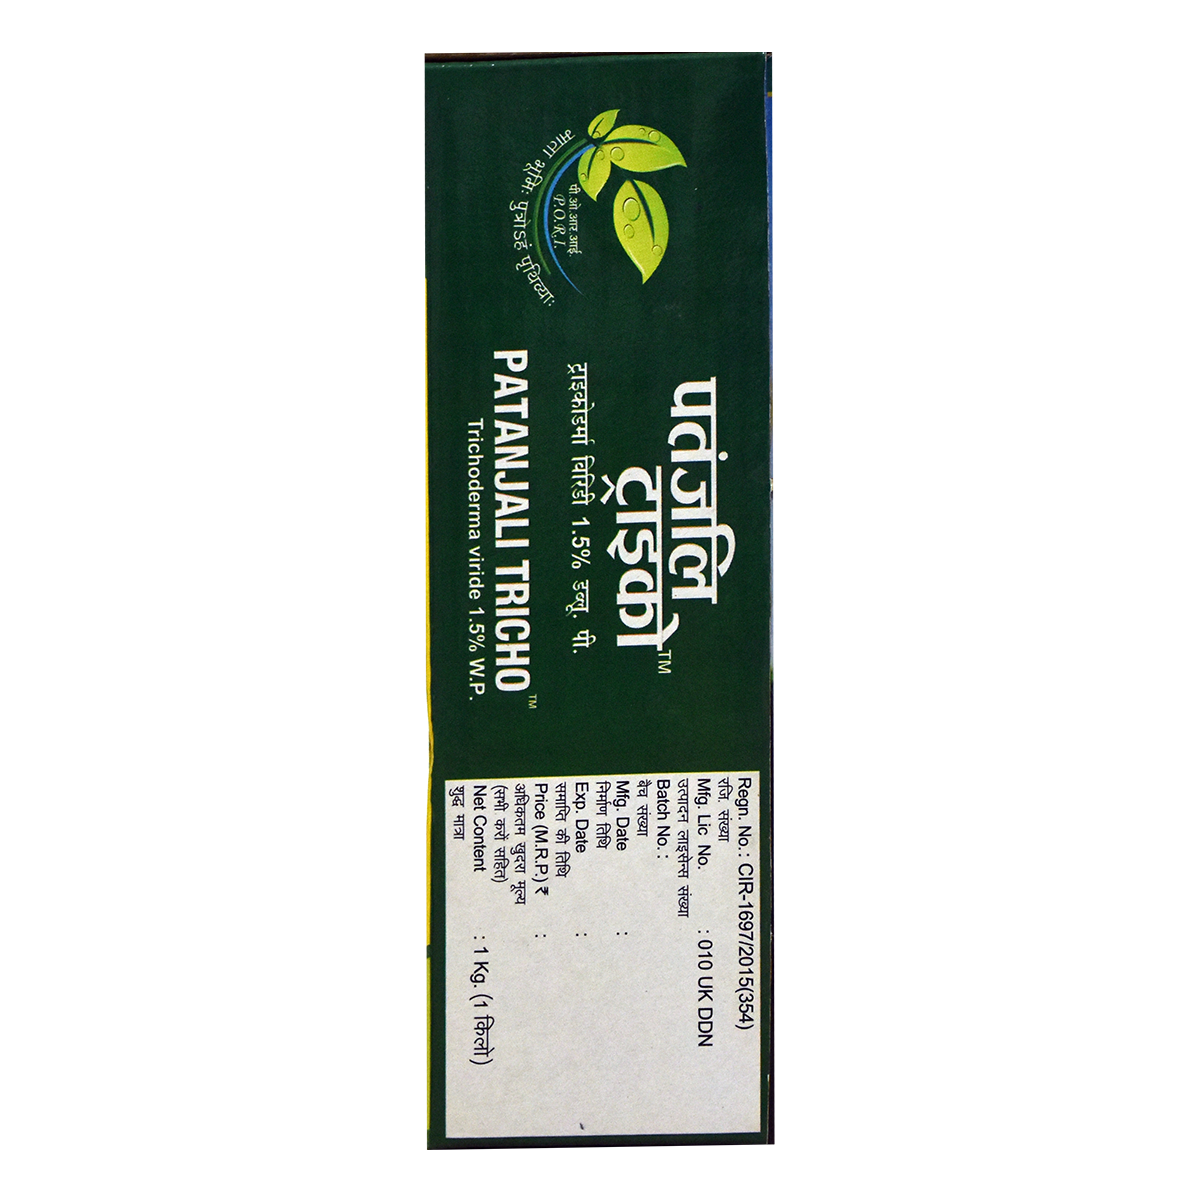 माता भूमिः पुत्रोऽहं पृथिव्याः
पी.ओ.आर.आई.
P.O.R.I.
पतंजलि
ट्राइको™
ट्राइकोडर्मा विरिडी 1.5% डब्लू. पी.
PATANJALI TRICHO™
Trichoderma viride 1.5% W.P.
Regn. No.: CIR-1697/2015(354)
रजि. संख्या
Mfg. Lic No. : 010 UK DDN
उत्पादन लाइसेन्स संख्या
Batch No. :
बैच संख्या
Mfg. Date :
निर्माण तिथि
Exp. Date :
समाप्ति की तिथि
Price (M.R.P.) ₹ :
अधिकतम खुदरा मूल्य
(सभी करों सहित)
Net Content : 1 Kg. (1 किलो)
शुद्ध मात्रा